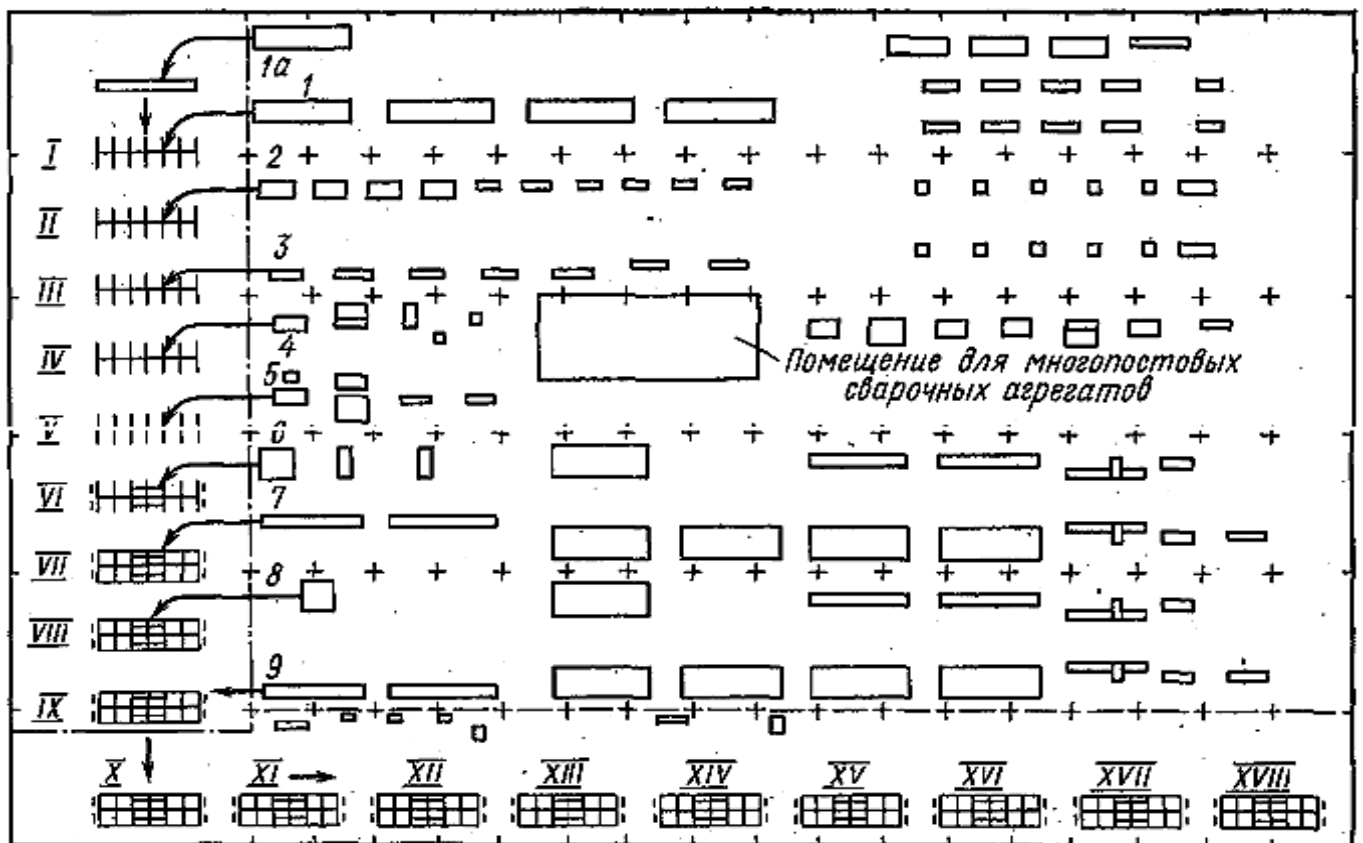 1а
1
I
2
II
3
III
4
IV
Помещение для многопостовых
сварочных агрегатов
5
V
6
VI
7
VII
8
VIII
9
IX
X XI XII XIII XIV XV XVI XVII XVIII